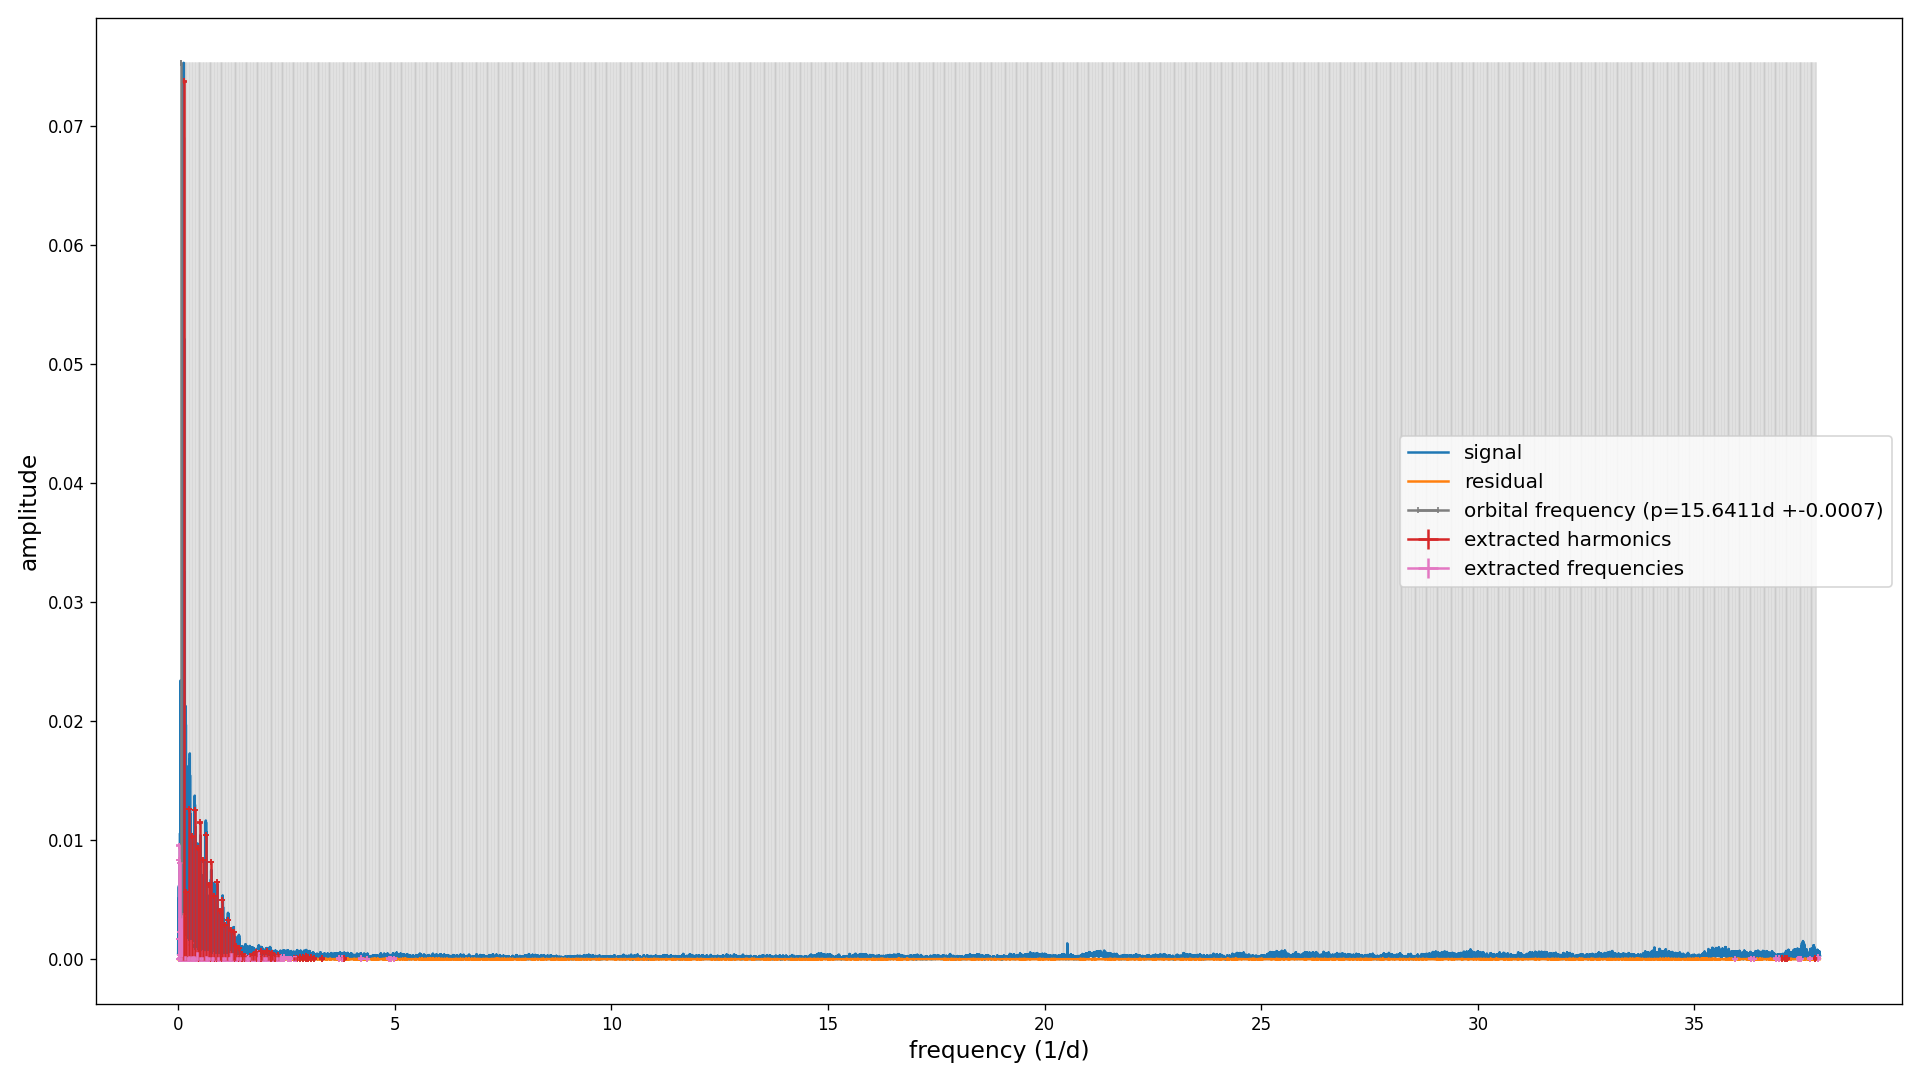 0.07
0.06
0.05
0.04
0.03
0.02
0.01
0.00
amplitude
signal
residual
orbital frequency (p=15.6411d +-0.0007)
extracted harmonics
extracted frequencies
0 5 10 15 20 25 30 35
frequency (1/d)